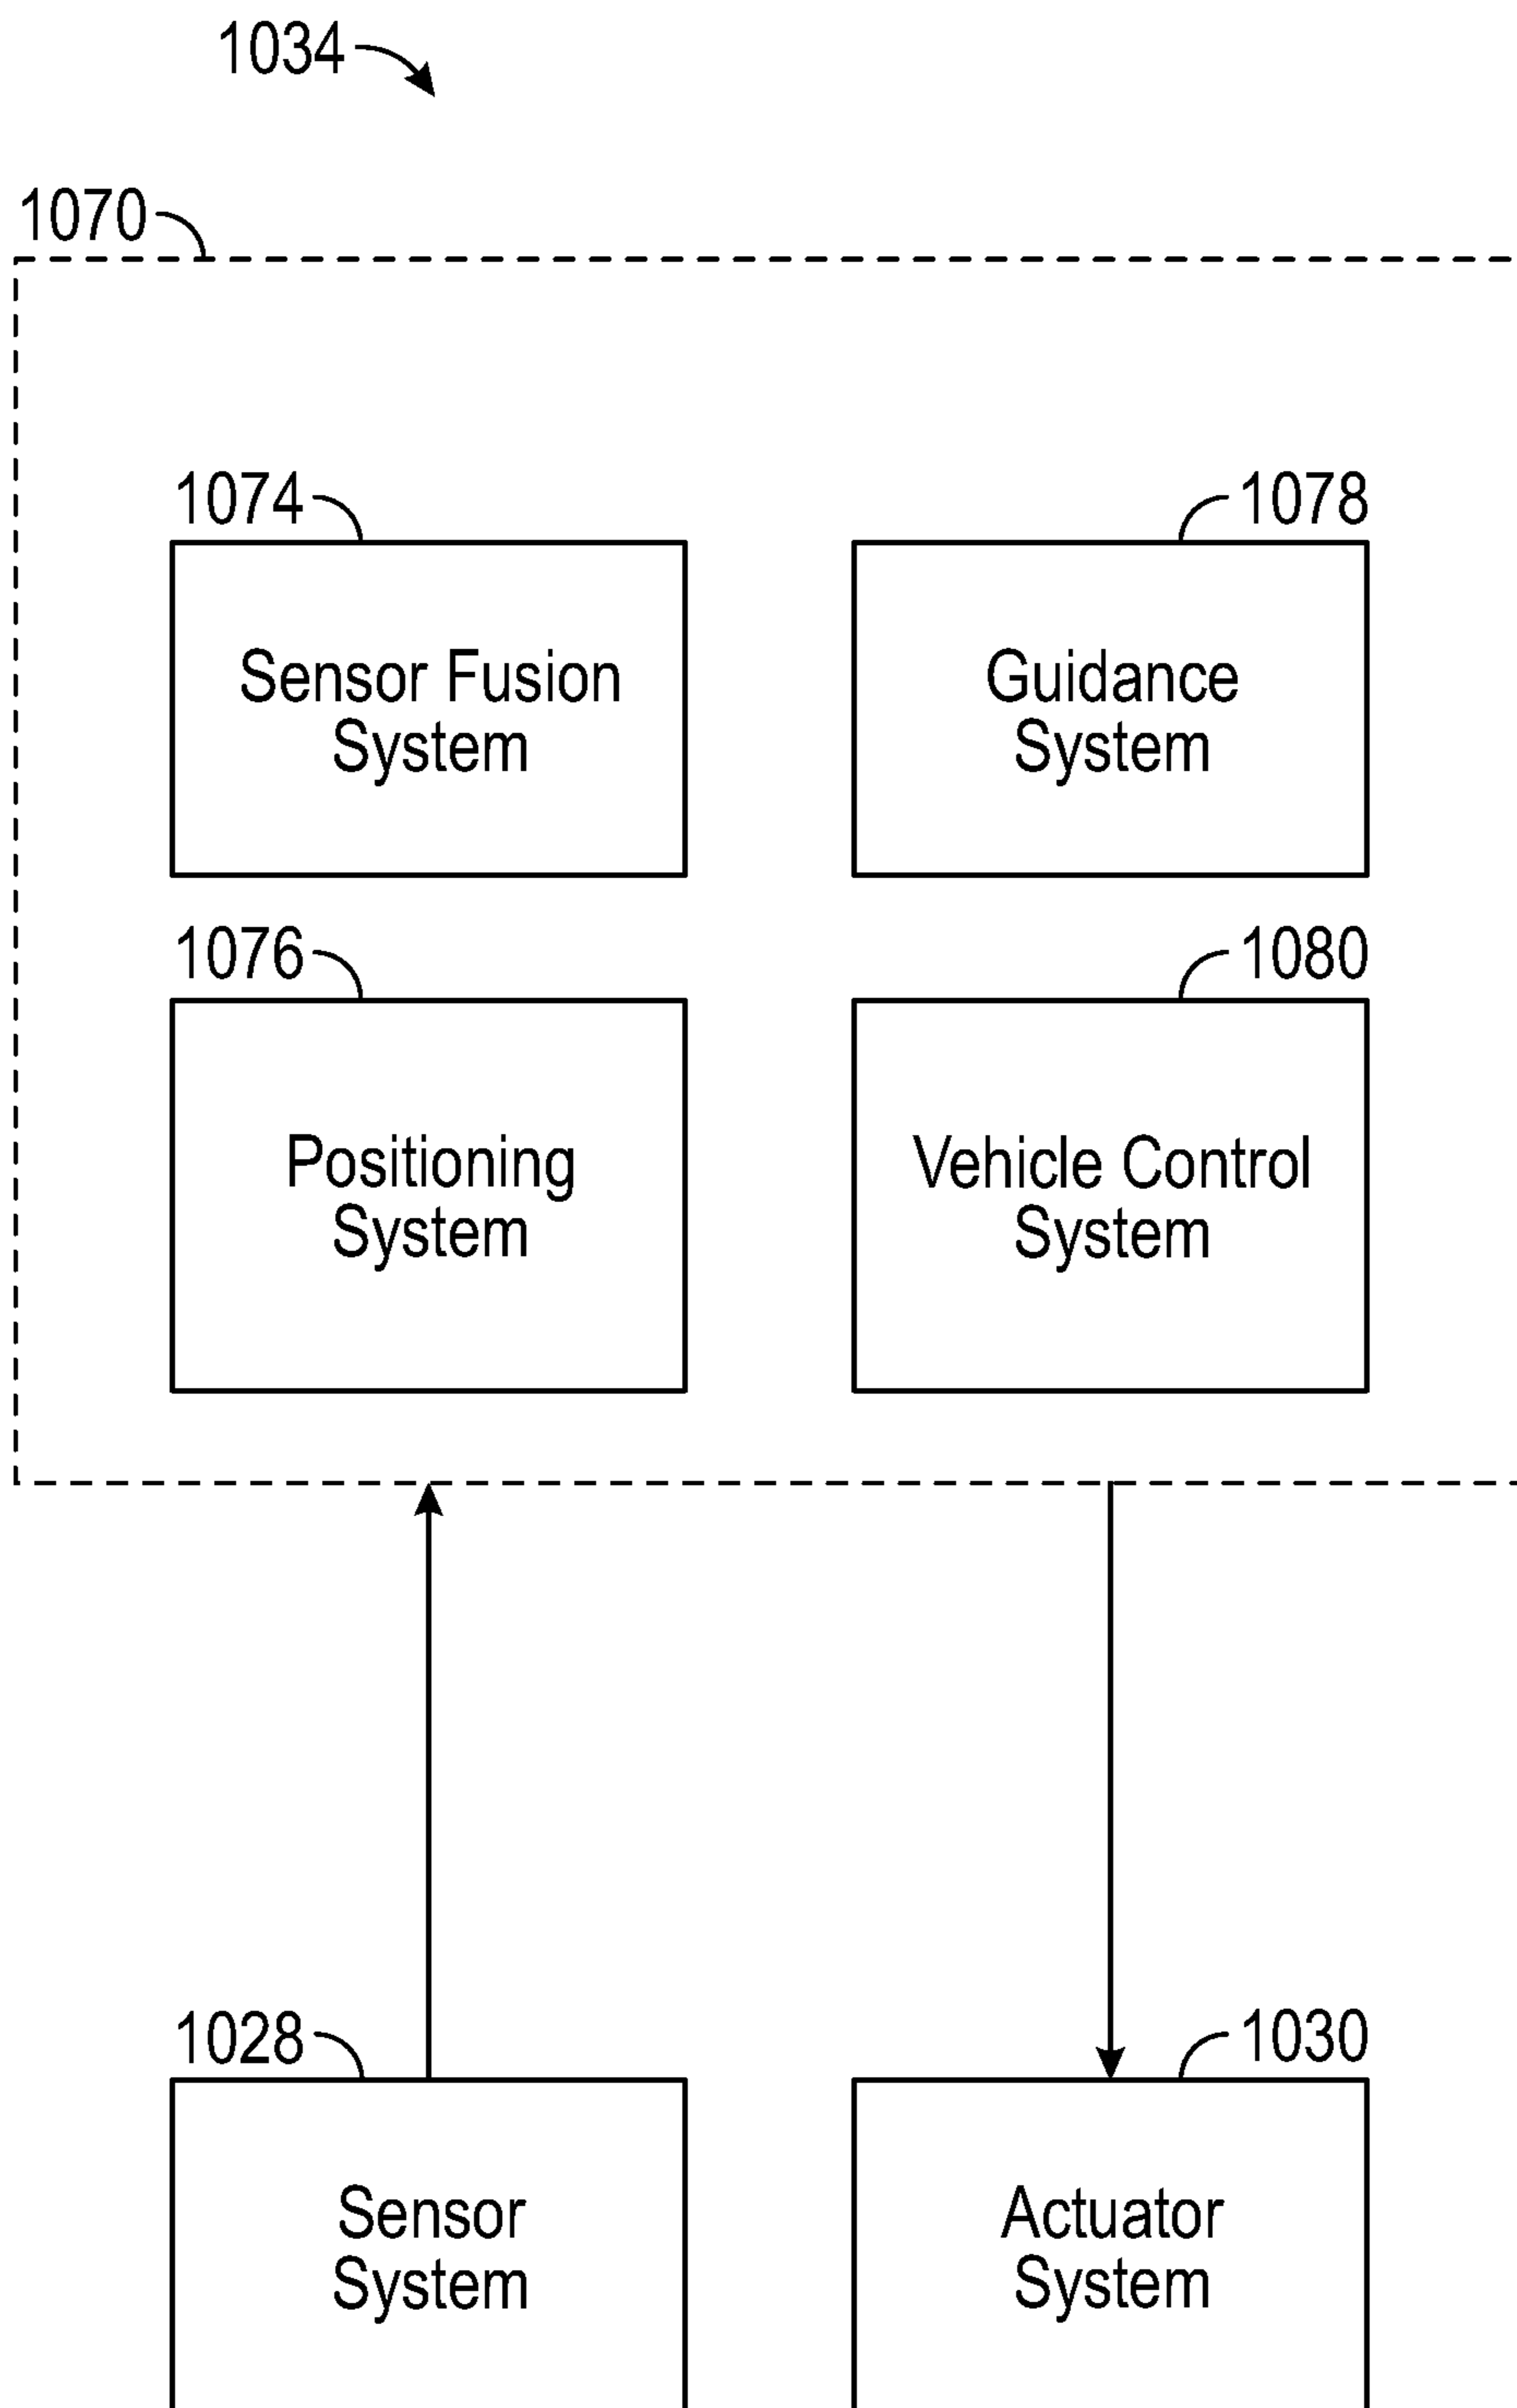 1034
1070
1074
1078
Sensor Fusion
System
Guidance
System
1076
1080
Positioning
System
Vehicle Control
System
1028
1030
Sensor
System
Actuator
System